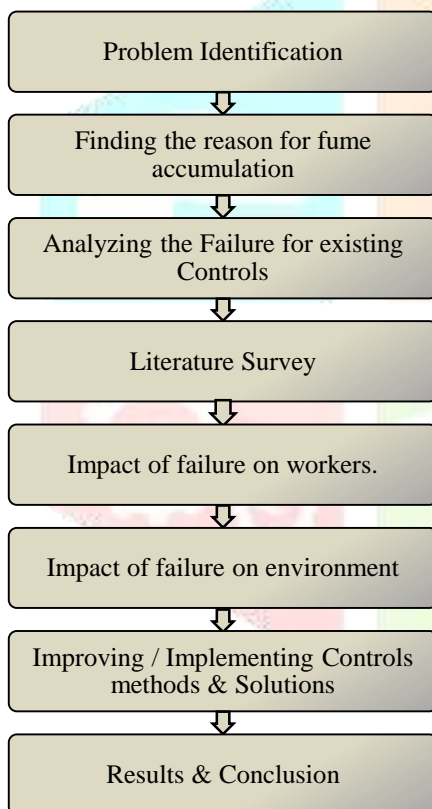 Problem Identification
Finding the reason for fume
accumulation
Analyzing the Failure for existing
Controls
Literature Survey
Impact of failure on workers.
Impact of failure on environment
Improving / Implementing Controls
methods & Solutions
Results & Conclusion